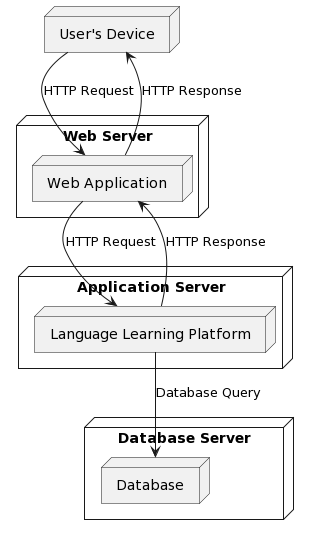 User's Device
HTTP Request
HTTP Response
Web Server
Web Application
HTTP Request
HTTP Response
Application Server
Language Learning Platform
Database Query
Database Server
Database